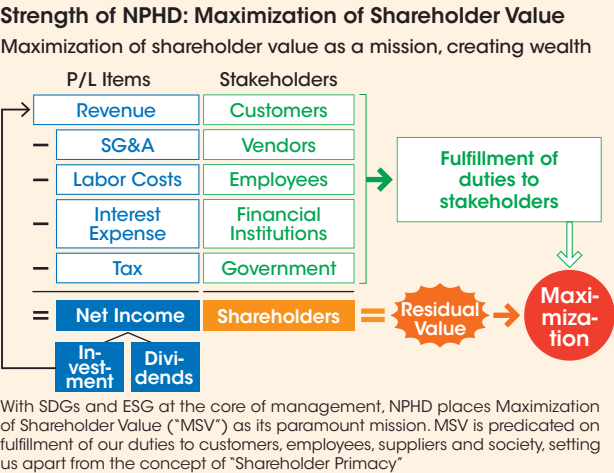 Strength of NPHD: Maximization of Shareholder Value
Maximization of shareholder value as a mission, creating wealth
P/L Items Stakeholders
Revenue Customers
– SG&A Vendors
– Labor Costs Employees
– Interest
Expense
Financial
Institutions
– Tax Government
Fulfillment of
duties to
stakeholders
= Net Income Shareholders = Residual
Value
Maxi-
miza-
tion
In-
vest-
ment
Divi-
dends
With SDGs and ESG at the core of management, NPHD places Maximization
of Shareholder Value (“MSV”) as its paramount mission. MSV is predicated on
fulfillment of our duties to customers, employees, suppliers and society, setting
us apart from the concept of “Shareholder Primacy”